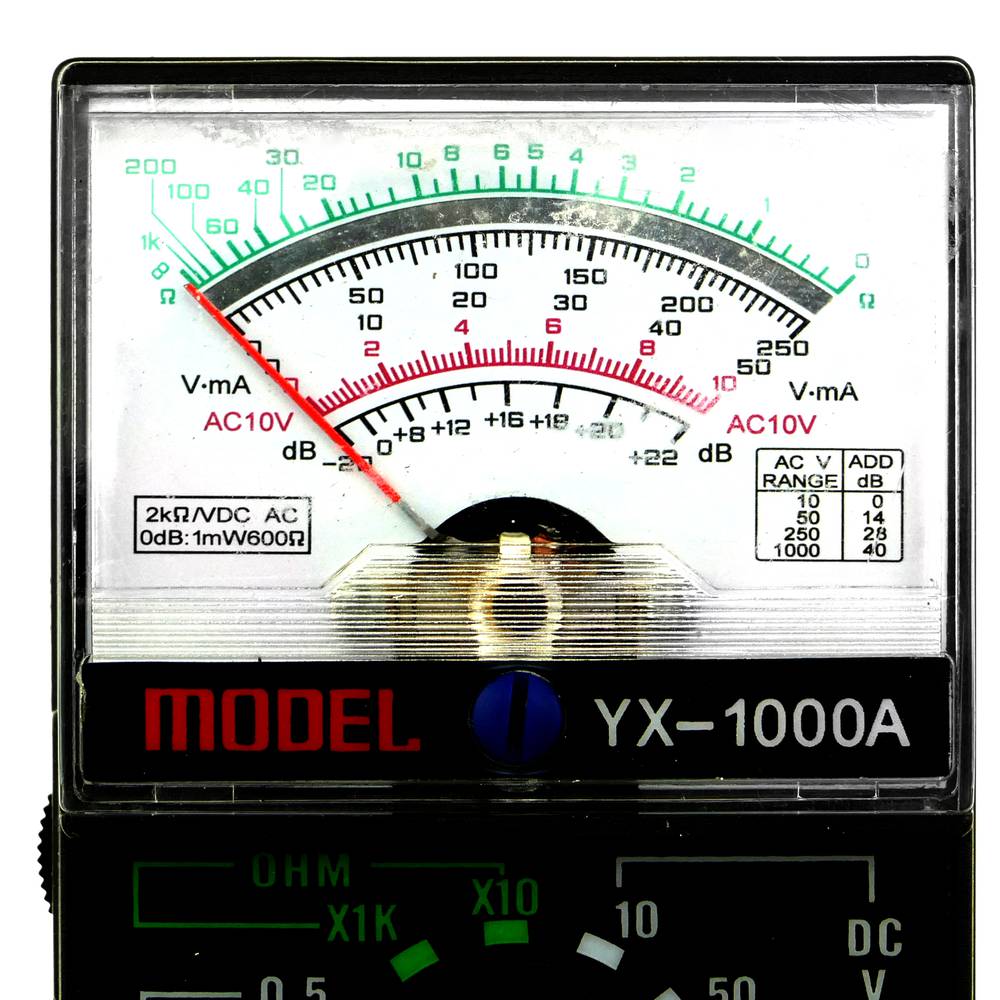 200 100 60 40 30 20 10 8 6 5 4 3 2 1 0
1k
∞
Ω Ω
50 100 150 200 250
10 20 30 40 50
V·mA 2 4 6 8 10 V·mA
AC10V AC10V
dB -20 0 +8 +12 +16 +18 +20 +22 dB
AC V ADD
RANGE dB
10 0
50 14
250 28
1000 40
2kΩ/VDC AC
0dB:1mW600Ω
MODEL YX-1000A
OHM
X1K X10 10 DC
V
0.5 50